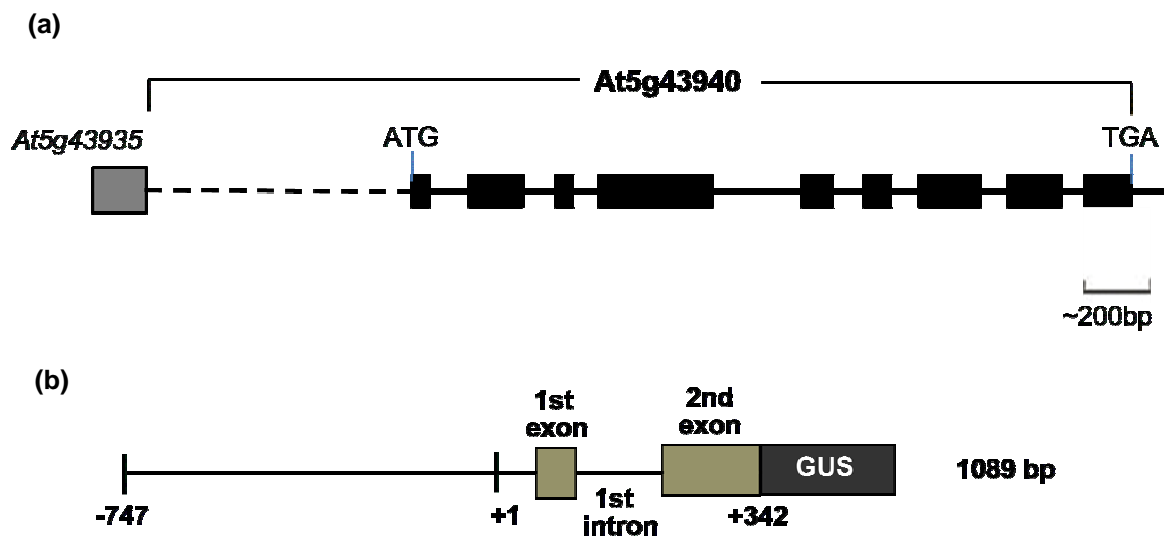 (a)
At5g43940
At5g43935
ATG
TGA
~200bp
(b)
1st
exon
2nd
exon
GUS
1089 bp
-747
+1
1st
intron
+342